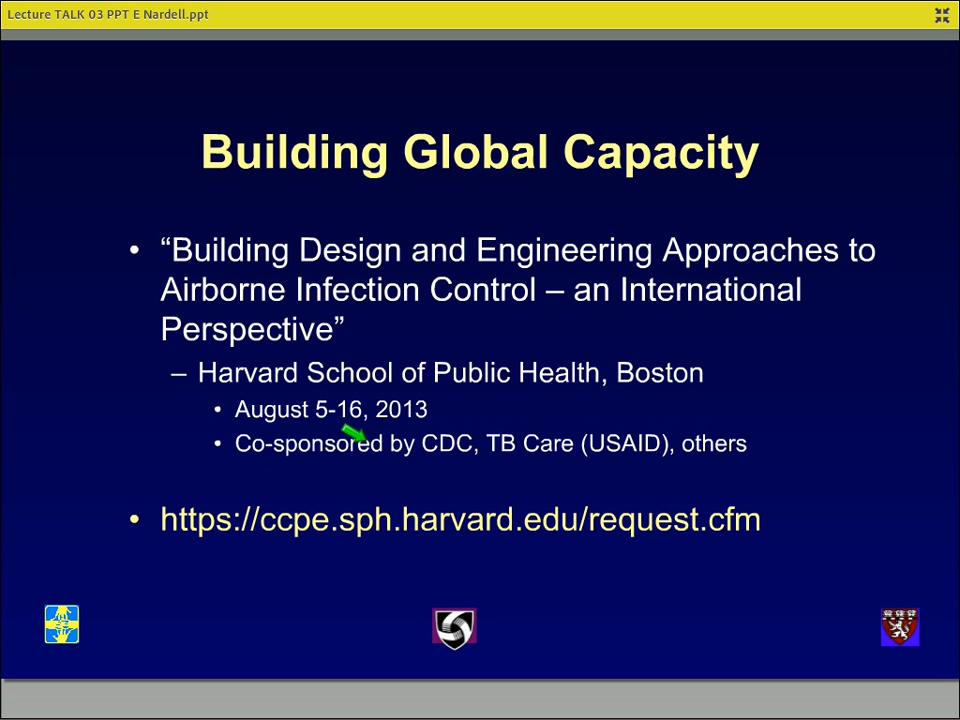 Lecture TALK 03 PPT E Nardell.ppt
Building Global Capacity
• “Building Design and Engineering Approaches to
Airborne Infection Control – an International
Perspective”
– Harvard School of Public Health, Boston
• August 5-16, 2013
• Co-sponsored by CDC, TB Care (USAID), others
• https://ccpe.sph.harvard.edu/request.cfm